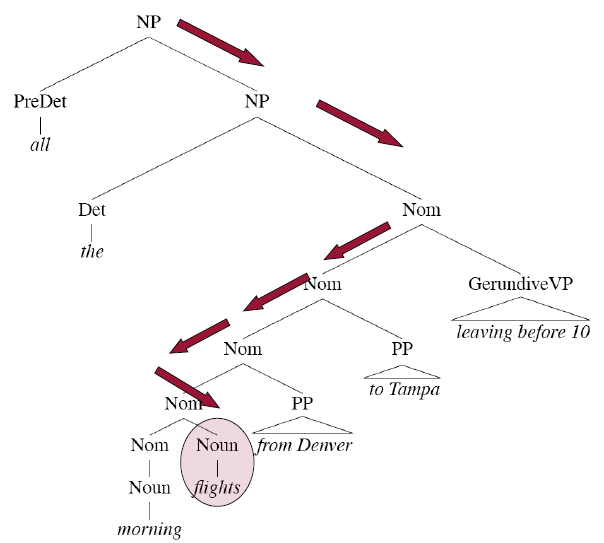 NP
PreDet NP
all
Det Nom
the
Nom GerundiveVP
leaving before 10
Nom PP
to Tampa
Nom PP
Nom Noun from Denver
Noun flights
morning